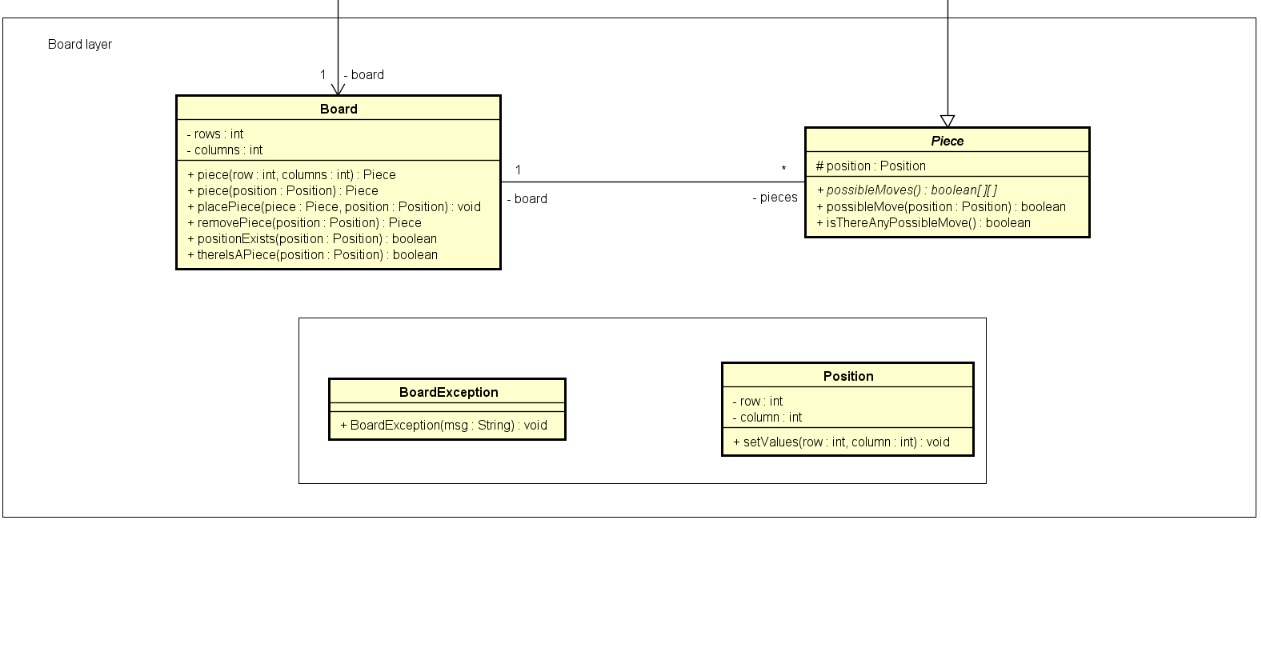 Board layer
1 - board
Board
- rows : int
- columns : int
+ piece(row : int, columns : int) : Piece
+ piece(position : Position) : Piece
+ placePiece(piece : Piece, position : Position) : void
+ removePiece(position : Position) : Piece
+ positionExists(position : Position) : boolean
+ thereIsAPiece(position : Position) : boolean
1
- board
*
- pieces
Piece
# position : Position
+ possibleMoves() : boolean[][]
+ possibleMove(position : Position) : boolean
+ isThereAnyPossibleMove() : boolean
BoardException
+ BoardException(msg : String) : void
Position
- row : int
- column : int
+ setValues(row : int, column : int) : void